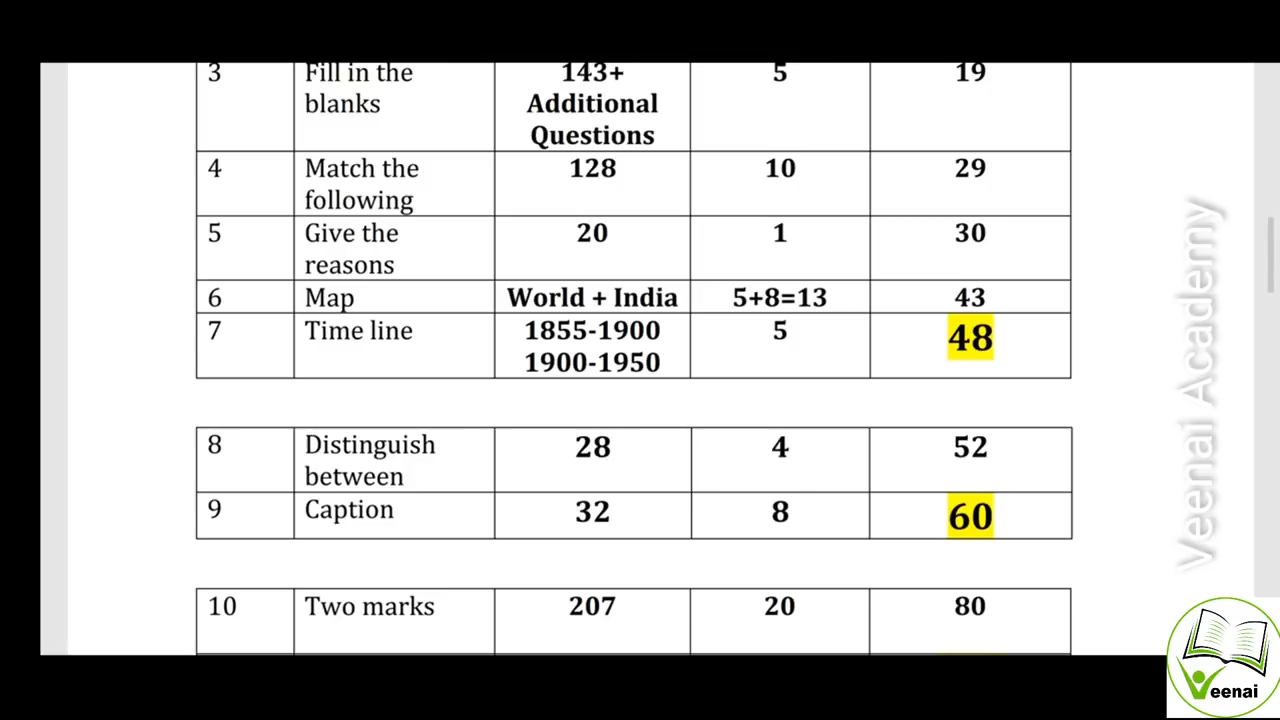 3 Fill in the 143+ 5 19
blanks Additional
Questions
4 Match the 128 10 29
following
5 Give the 20 1 30
reasons
6 Map World + India 5+8=13 43
7 Time line 1855-1900 5 48
1900-1950
8 Distinguish 28 4 52
between
9 Caption 32 8 60
10 Two marks 207 20 80
Veenai Academy
Veenai